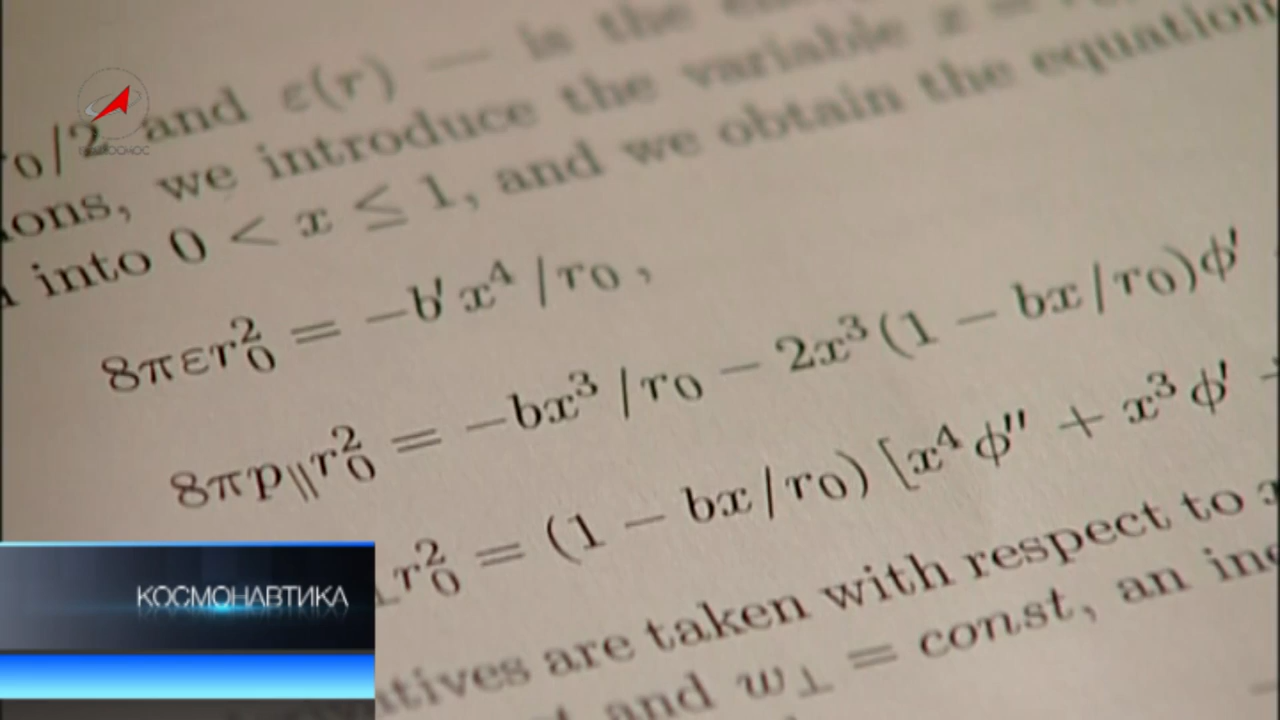 r₀/2 and ε(r) — is the
ions, we introduce the variable x =
into 0 < x ≤ 1, and we obtain the equation
8πεr₀² = −b′x⁴/r₀,
8πp∥r₀² = −bx³/r₀ − 2x³(1 − bx/r₀)ϕ′
⊥r₀² = (1 − bx/r₀) [x⁴ϕ″ + x³ϕ′ +
atives are taken with respect to x
and w⊥ = const, an
КОСМОНАВТИКА